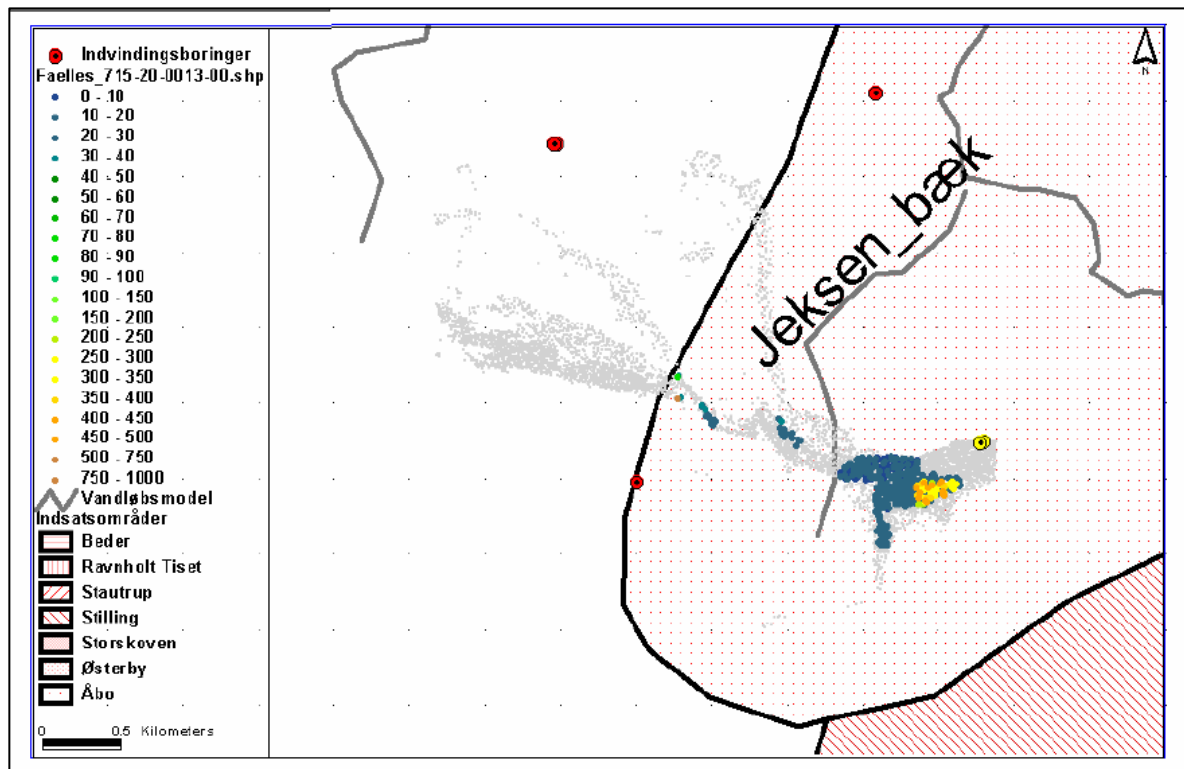 Indvindingsboringer
Faelles_715-20-0013-00.shp
0 - 10
10 - 20
20 - 30
30 - 40
40 - 50
50 - 60
60 - 70
70 - 80
80 - 90
90 - 100
100 - 150
150 - 200
200 - 250
250 - 300
300 - 350
350 - 400
400 - 450
450 - 500
500 - 750
750 - 1000
Vandløbsmodel
Indsatsområder
Beder
Ravnholt Tiset
Stautrup
Stilling
Storskoven
Østerby
Åbo
0 0.5 Kilometers
Jeksen_bæk
N